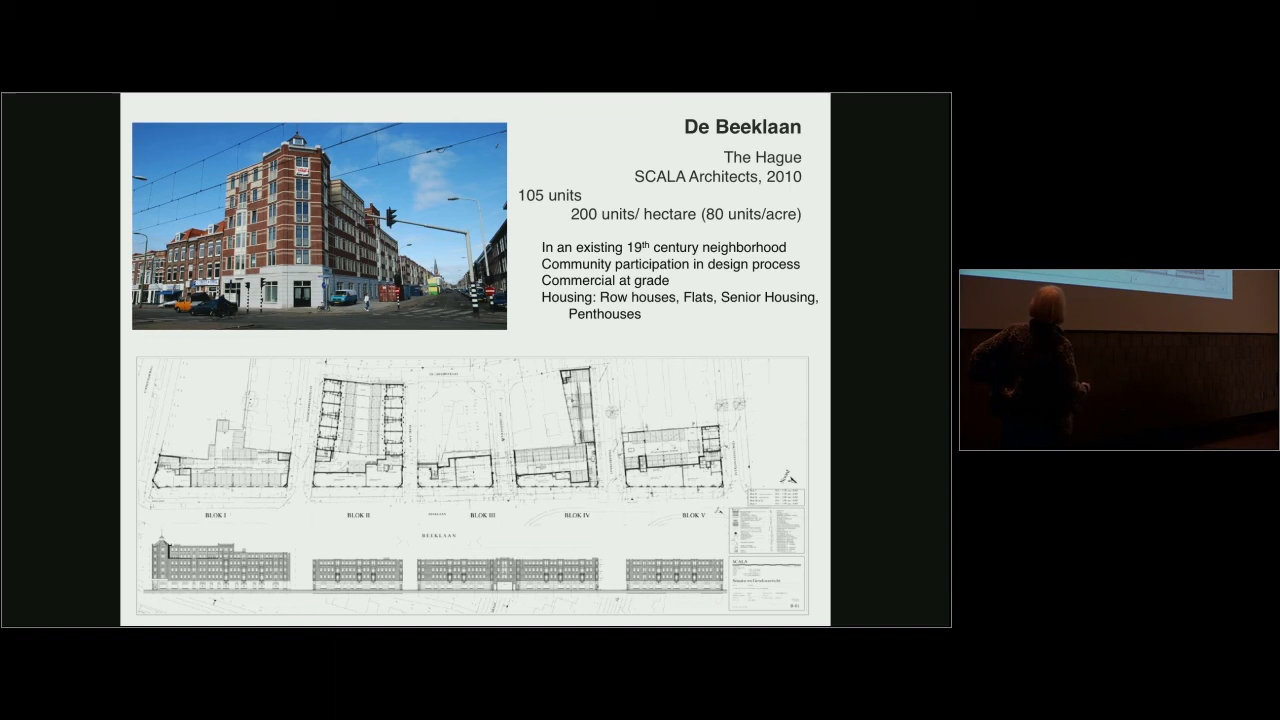 De Beeklaan
The Hague
SCALA Architects, 2010
105 units
200 units/ hectare (80 units/acre)
In an existing 19th century neighborhood
Community participation in design process
Commercial at grade
Housing: Row houses, Flats, Senior Housing,
Penthouses
BLOK I
BLOK II
BLOK III
BLOK IV
BLOK V
BEEKLAAN
SCALA